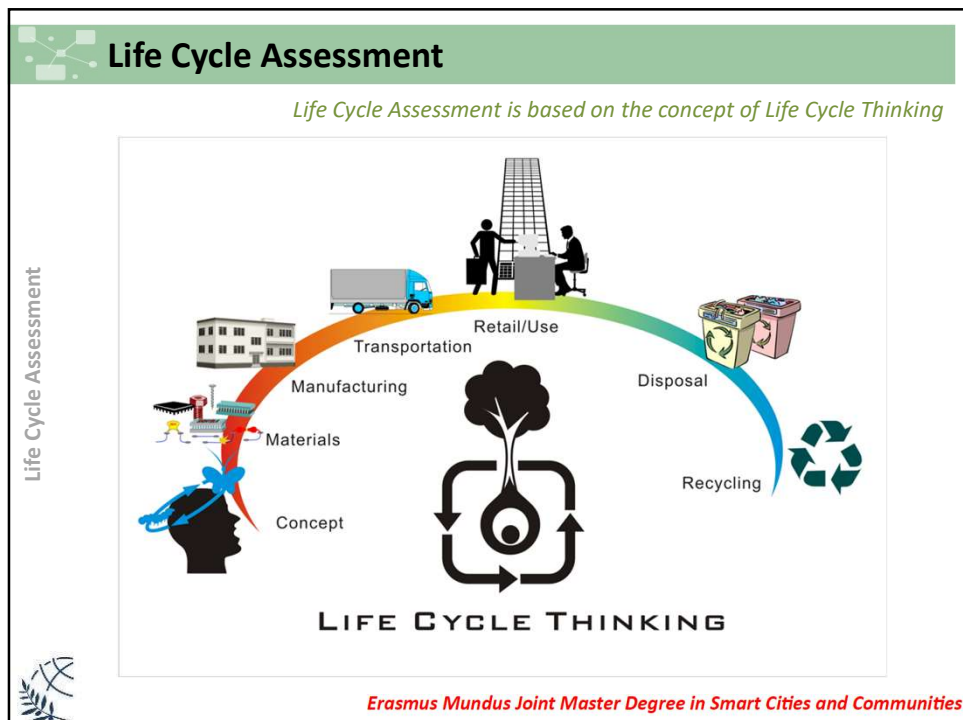 Life Cycle Assessment
Life Cycle Assessment is based on the concept of Life Cycle Thinking
Life Cycle Assessment
Retail/Use
Transportation
Manufacturing
Disposal
Materials
Recycling
Concept
LIFE CYCLE THINKING
Erasmus Mundus Joint Master Degree in Smart Cities and Communities